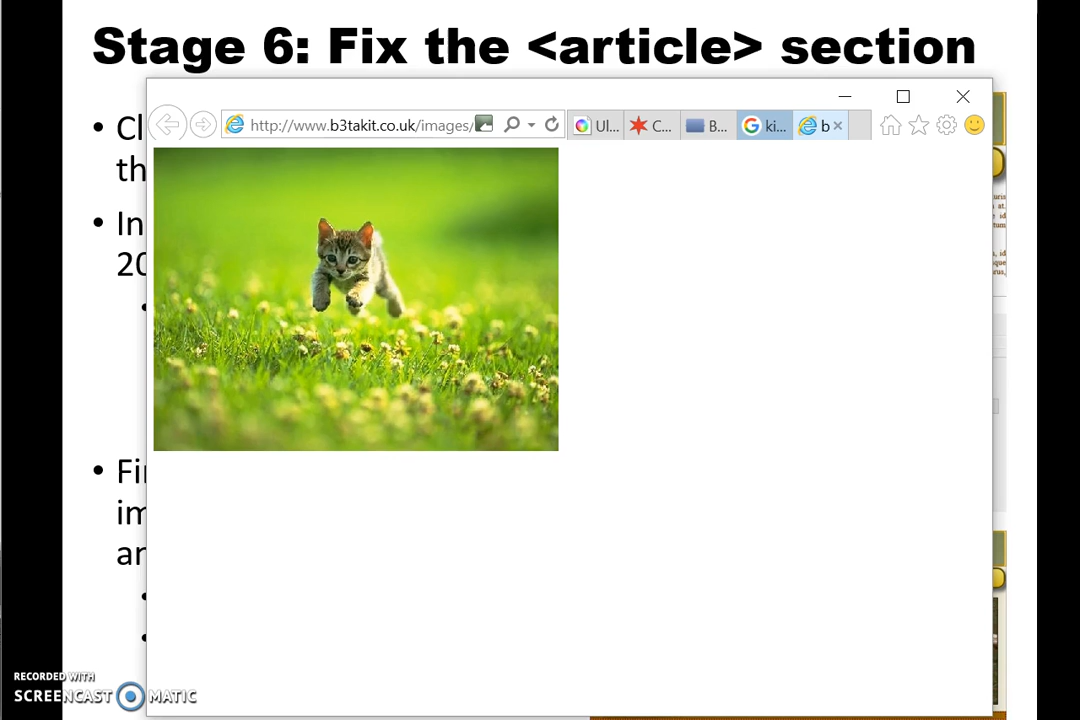 Stage 6: Fix the <article> section
• Cl
th
• In
20
http://www.b3takit.co.uk/images/
Ul...
C...
B...
ki...
b
• Fi
im
an
RECORDED WITH
SCREENCAST MATIC